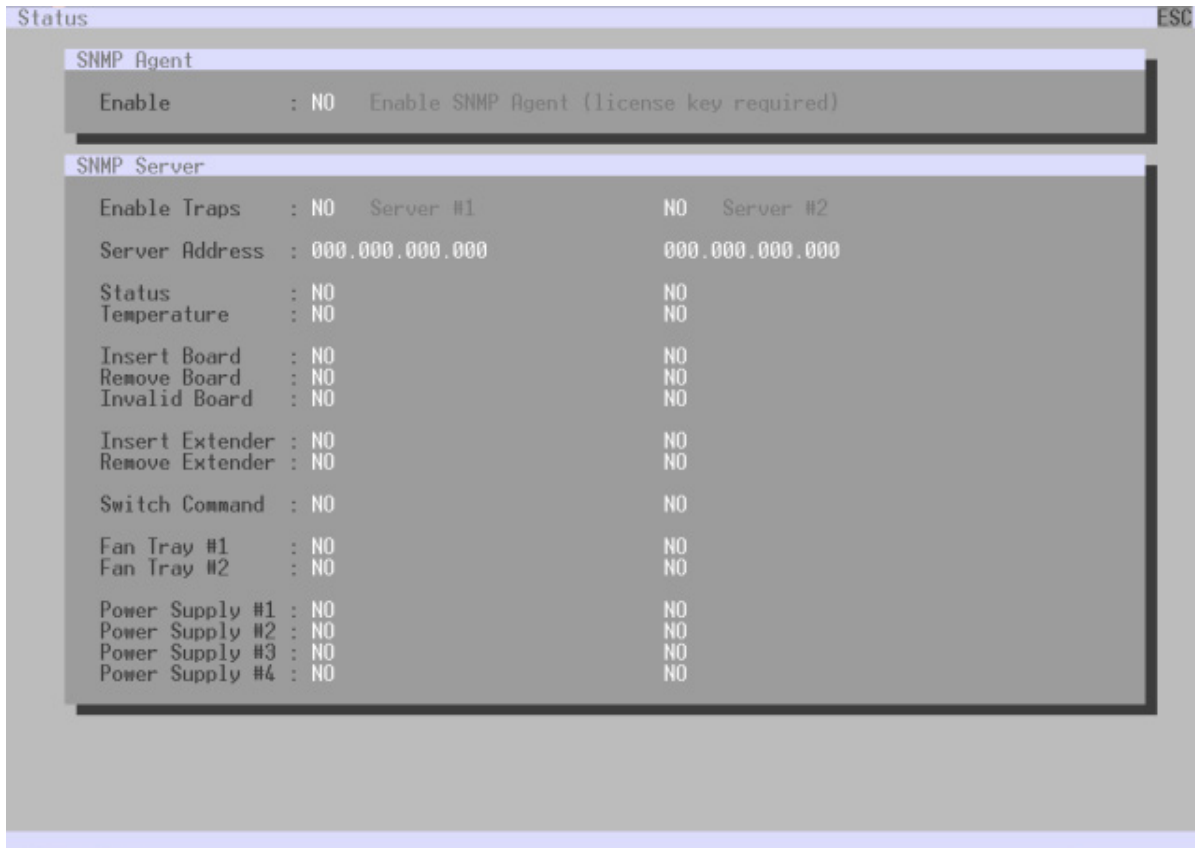 Status ESC
SNMP Agent
Enable : NO Enable SNMP Agent (license key required)
SNMP Server
Enable Traps : NO Server #1 NO Server #2
Server Address : 000.000.000.000 000.000.000.000
Status : NO NO
Temperature : NO NO
Insert Board : NO NO
Remove Board : NO NO
Invalid Board : NO NO
Insert Extender : NO NO
Remove Extender : NO NO
Switch Command : NO NO
Fan Tray #1 : NO NO
Fan Tray #2 : NO NO
Power Supply #1 : NO NO
Power Supply #2 : NO NO
Power Supply #3 : NO NO
Power Supply #4 : NO NO